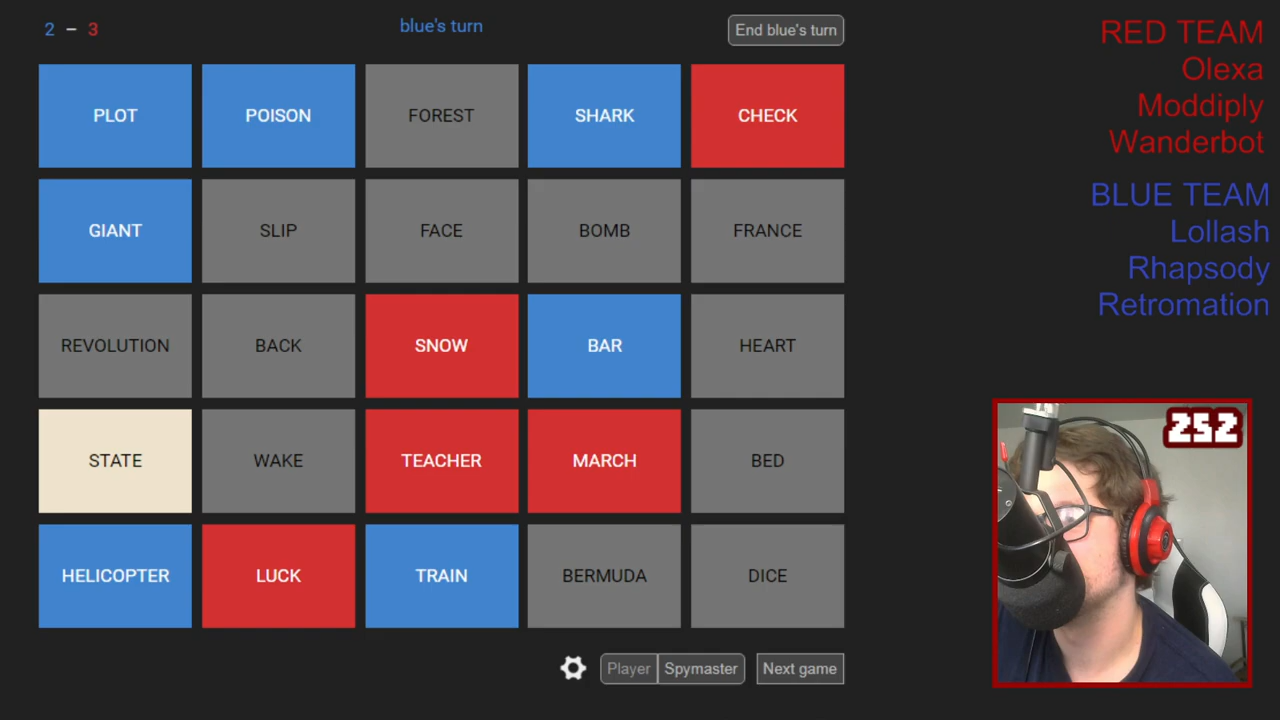 2 – 3
blue's turn
End blue's turn
PLOT
POISON
FOREST
SHARK
CHECK
GIANT
SLIP
FACE
BOMB
FRANCE
REVOLUTION
BACK
SNOW
BAR
HEART
STATE
WAKE
TEACHER
MARCH
BED
HELICOPTER
LUCK
TRAIN
BERMUDA
DICE
Player
Spymaster
Next game
RED TEAM
Olexa
Moddiply
Wanderbot
BLUE TEAM
Lollash
Rhapsody
Retromation
252